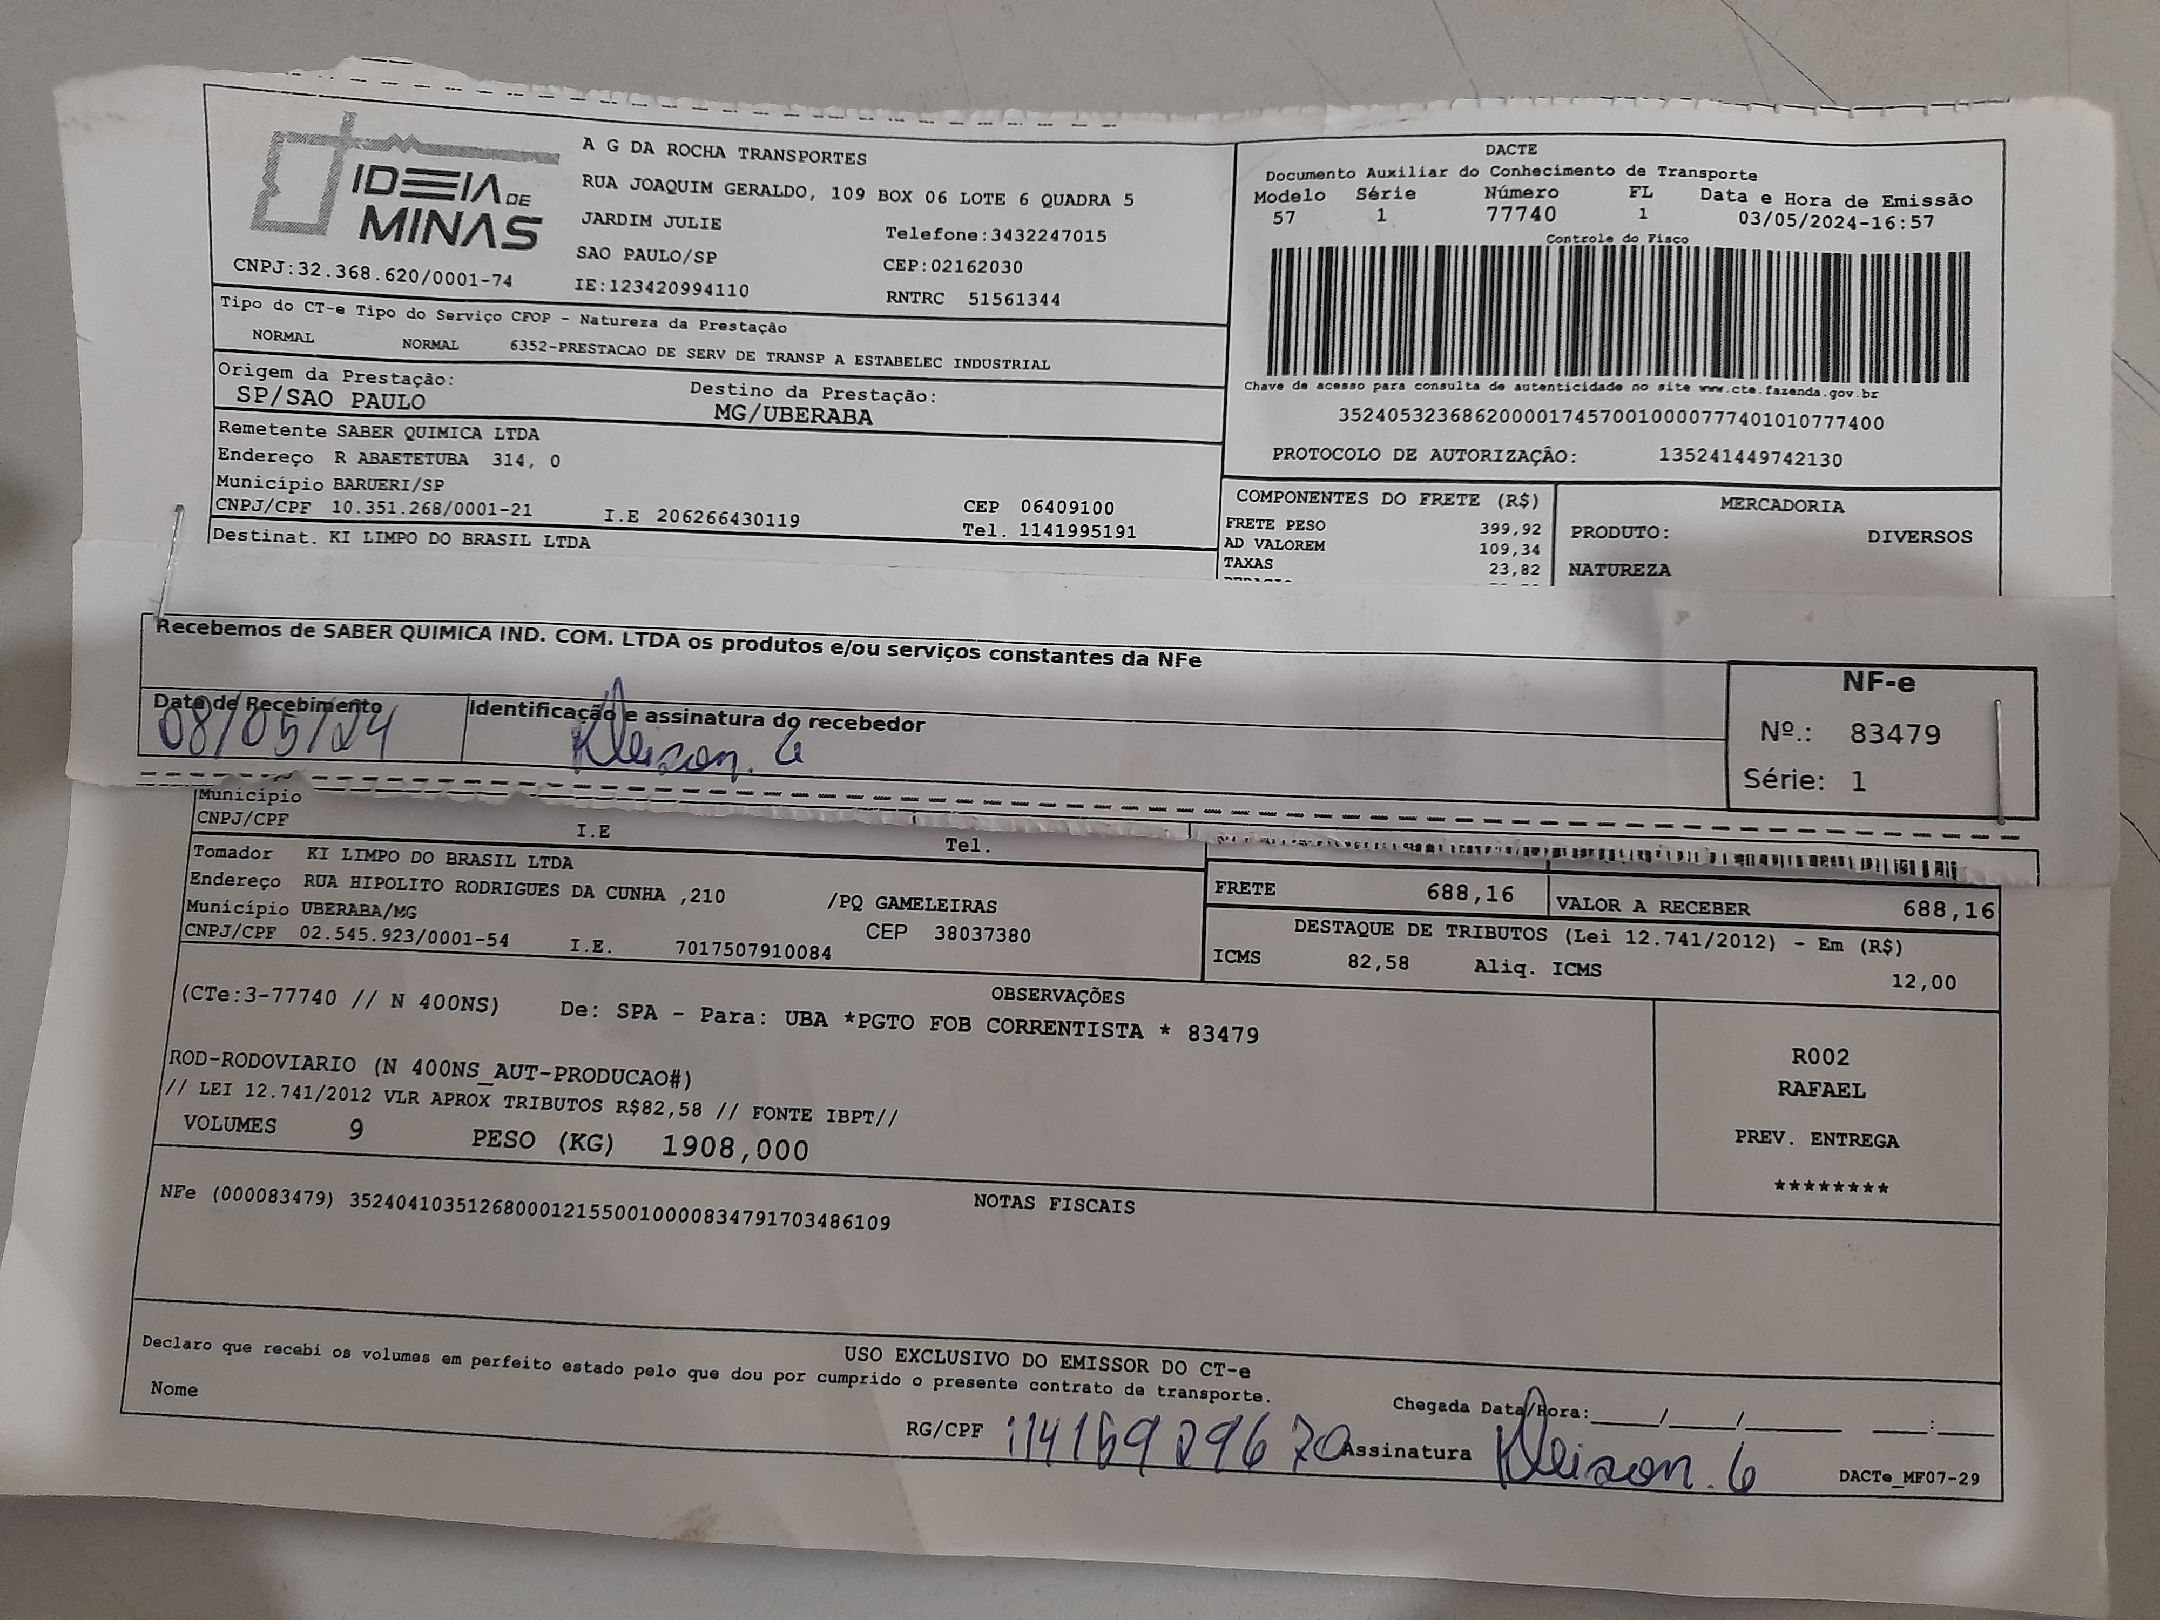 IDEIA DE
MINAS
CNPJ:32.368.620/0001-74
A G DA ROCHA TRANSPORTES
RUA JOAQUIM GERALDO, 109 BOX 06 LOTE 6 QUADRA 5
JARDIM JULIE Telefone:3432247015
SAO PAULO/SP CEP:02162030
IE:123420994110 RNTRC 51561344
DACTE
Documento Auxiliar do Conhecimento de Transporte
Modelo Série Número FL Data e Hora de Emissão
57 1 77740 1 03/05/2024-16:57
Controle do Fisco
Chave de acesso para consulta de autenticidade no site www.cte.fazenda.gov.br
35240532368620000174570010000777401010777400
PROTOCOLO DE AUTORIZAÇÃO: 135241449742130
Tipo do CT-e Tipo do Serviço CFOP - Natureza da Prestação
NORMAL NORMAL 6352-PRESTACAO DE SERV DE TRANSP A ESTABELEC INDUSTRIAL
Origem da Prestação: Destino da Prestação:
SP/SAO PAULO MG/UBERABA
Remetente SABER QUIMICA LTDA
Endereço R ABAETETUBA 314, 0
Município BARUERI/SP CEP 06409100
CNPJ/CPF 10.351.268/0001-21 I.E 206266430119 Tel. 1141995191
Destinat. KI LIMPO DO BRASIL LTDA
COMPONENTES DO FRETE (R$) MERCADORIA
FRETE PESO 399,92 PRODUTO: DIVERSOS
AD VALOREM 109,34
TAXAS 23,82 NATUREZA
Recebemos de SABER QUIMICA IND. COM. LTDA os produtos e/ou serviços constantes da NFe
Data de Recebimento Identificação e assinatura do recebedor
08/05/24 Kleison. G
NF-e
Nº.: 83479
Série: 1
Município
CNPJ/CPF I.E Tel.
Tomador KI LIMPO DO BRASIL LTDA
Endereço RUA HIPOLITO RODRIGUES DA CUNHA ,210 /PQ GAMELEIRAS
Município UBERABA/MG CEP 38037380
CNPJ/CPF 02.545.923/0001-54 I.E. 7017507910084
FRETE 688,16 VALOR A RECEBER 688,16
DESTAQUE DE TRIBUTOS (Lei 12.741/2012) - Em (R$)
ICMS 82,58 Aliq. ICMS 12,00
OBSERVAÇÕES
(CTe:3-77740 // N 400NS) De: SPA - Para: UBA *PGTO FOB CORRENTISTA * 83479
ROD-RODOVIARIO (N 400NS_AUT-PRODUCAO#)
// LEI 12.741/2012 VLR APROX TRIBUTOS R$82,58 // FONTE IBPT//
VOLUMES 9 PESO (KG) 1908,000
R002
RAFAEL
PREV. ENTREGA
********
NOTAS FISCAIS
NFe (000083479) 35240410351268000121550010000834791703486109
USO EXCLUSIVO DO EMISSOR DO CT-e
Declaro que recebi os volumes em perfeito estado pelo que dou por cumprido o presente contrato de transporte.
Nome Chegada Data/Hora:_____/____/______ ___:____
RG/CPF 11415929670 Assinatura Kleison. G
DACTe_MF07-29